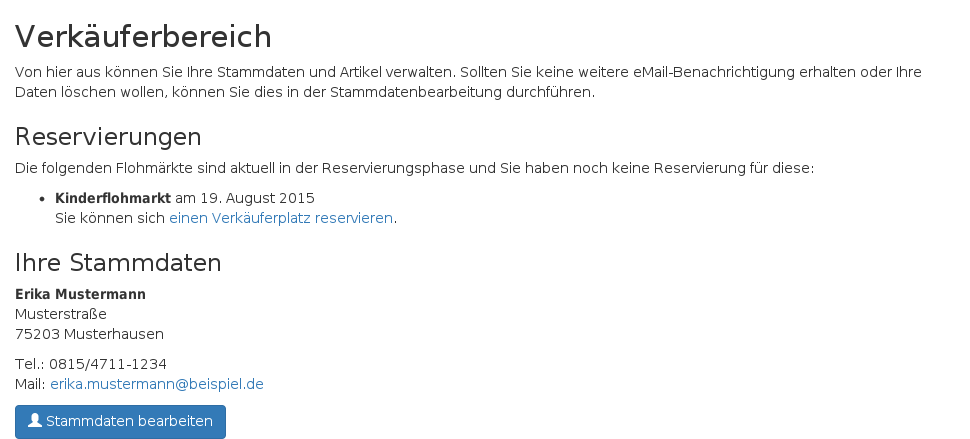 Verkäuferbereich
Von hier aus können Sie Ihre Stammdaten und Artikel verwalten. Sollten Sie keine weitere eMail-Benachrichtigung erhalten oder Ihre
Daten löschen wollen, können Sie dies in der Stammdatenbearbeitung durchführen.
Reservierungen
Die folgenden Flohmärkte sind aktuell in der Reservierungsphase und Sie haben noch keine Reservierung für diese:
• Kinderflohmarkt am 19. August 2015
Sie können sich einen Verkäuferplatz reservieren.
Ihre Stammdaten
Erika Mustermann
Musterstraße
75203 Musterhausen
Tel.: 0815/4711-1234
Mail: erika.mustermann@beispiel.de
Stammdaten bearbeiten